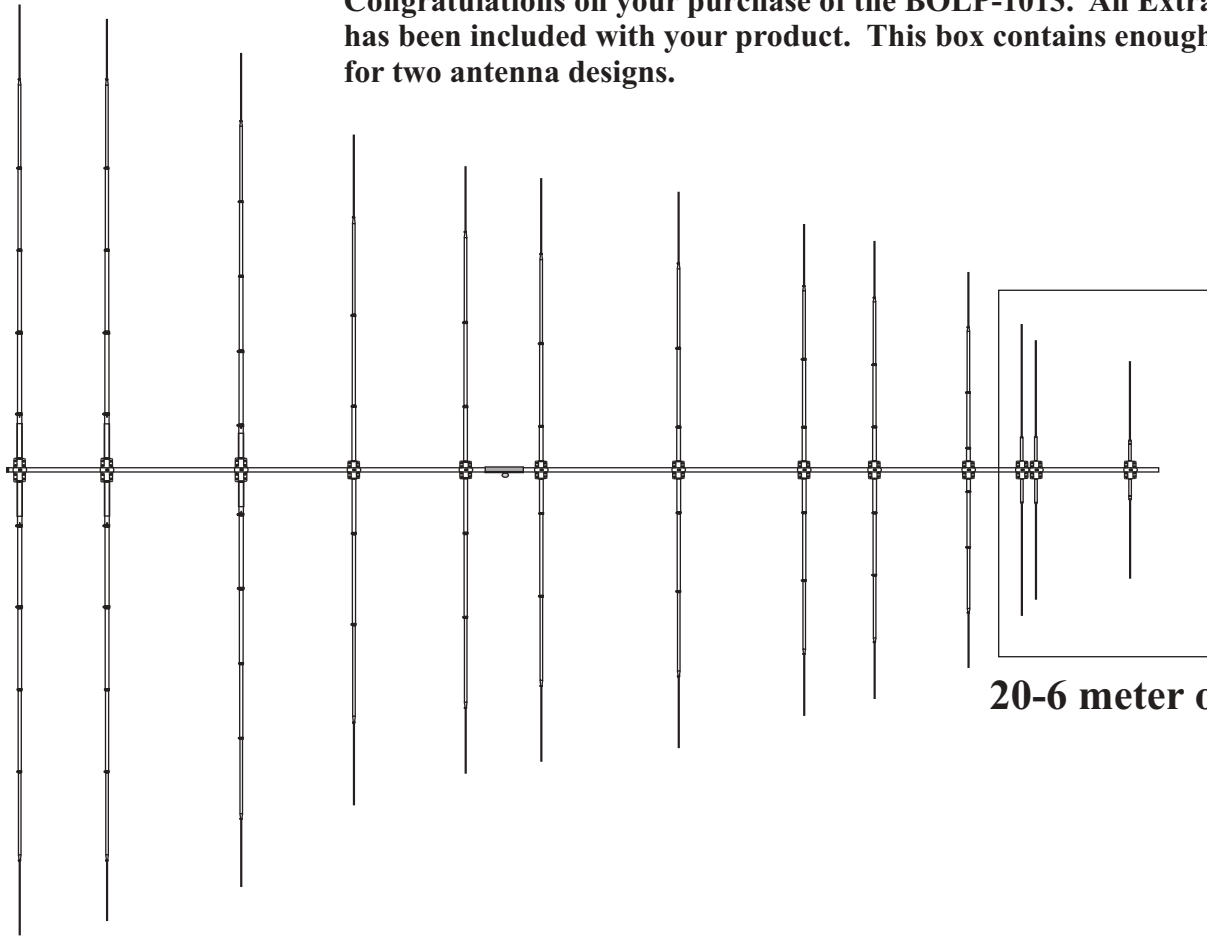 Congratulations on your purchase of the BOLP-1013. An Extra
has been included with your product. This box contains enough
for two antenna designs.
20-6 meter